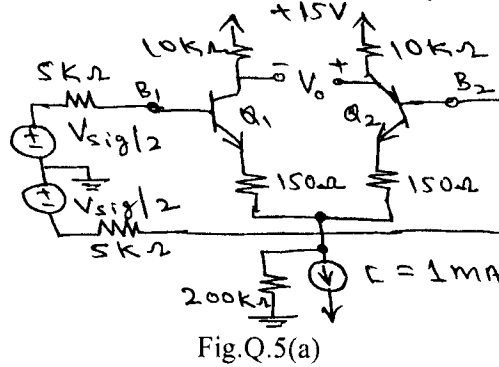 +15V
10KΩ
10KΩ
5KΩ
B1
- Vo +
B2
Vsig/2
Q1
Q2
150Ω
150Ω
Vsig/2
5KΩ
200KΩ
I = 1mA
Fig.Q.5(a)